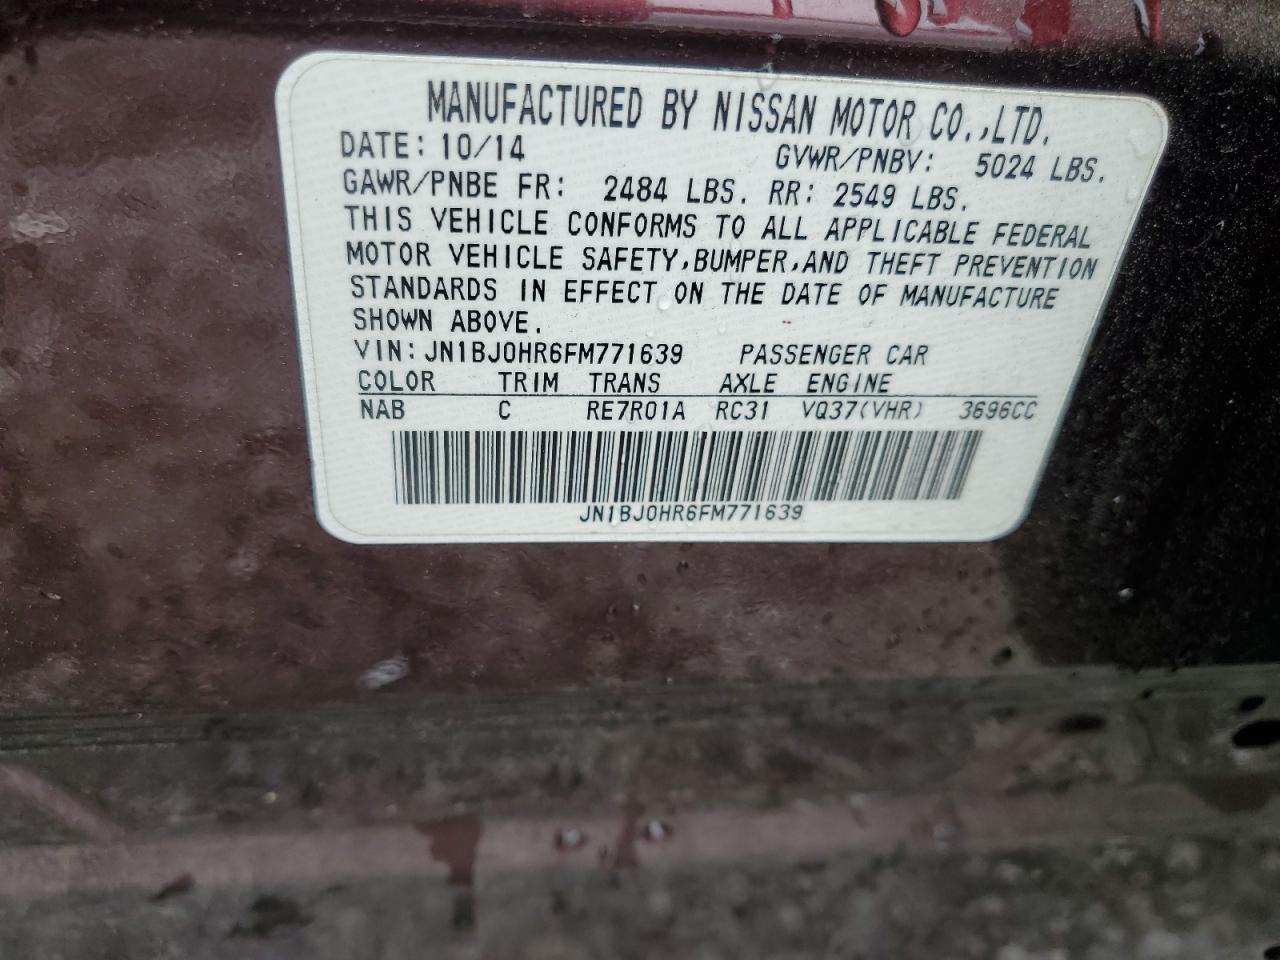 MANUFACTURED BY NISSAN MOTOR CO.,LTD.
DATE: 10/14 GVWR/PNBV: 5024 LBS.
GAWR/PNBE FR: 2484 LBS. RR: 2549 LBS.
THIS VEHICLE CONFORMS TO ALL APPLICABLE FEDERAL
MOTOR VEHICLE SAFETY,BUMPER,AND THEFT PREVENTION
STANDARDS IN EFFECT ON THE DATE OF MANUFACTURE
SHOWN ABOVE.
VIN: JN1BJ0HR6FM771639 PASSENGER CAR
COLOR TRIM TRANS AXLE ENGINE
NAB C RE7R01A RC31 VQ37(VHR) 3696CC
JN1BJ0HR6FM771639